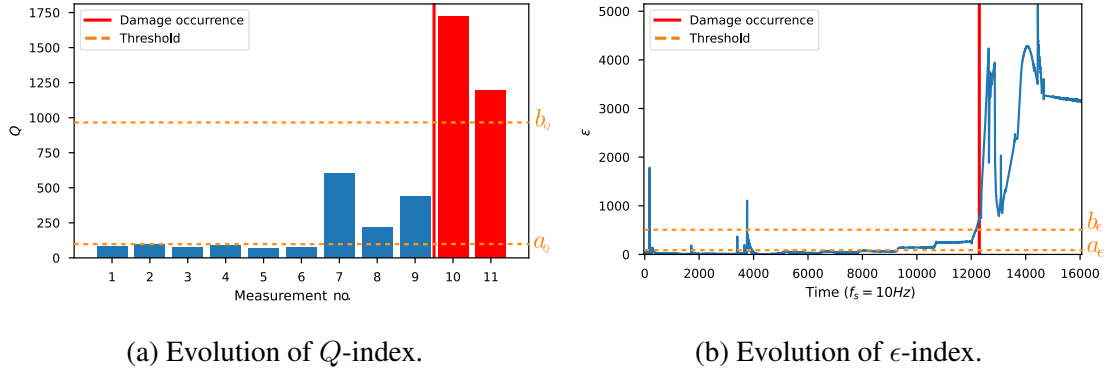 1750
1500
1250
1000
750
500
250
0
Q
Damage occurrence
Threshold
b_Q
a_Q
1 2 3 4 5 6 7 8 9 10 11
Measurement no.
(a) Evolution of Q-index.
5000
4000
3000
2000
1000
0
ε
Damage occurrence
Threshold
b_ϵ
a_ϵ
0 2000 4000 6000 8000 10000 12000 14000 16000
Time (f_s = 10Hz)
(b) Evolution of ϵ-index.